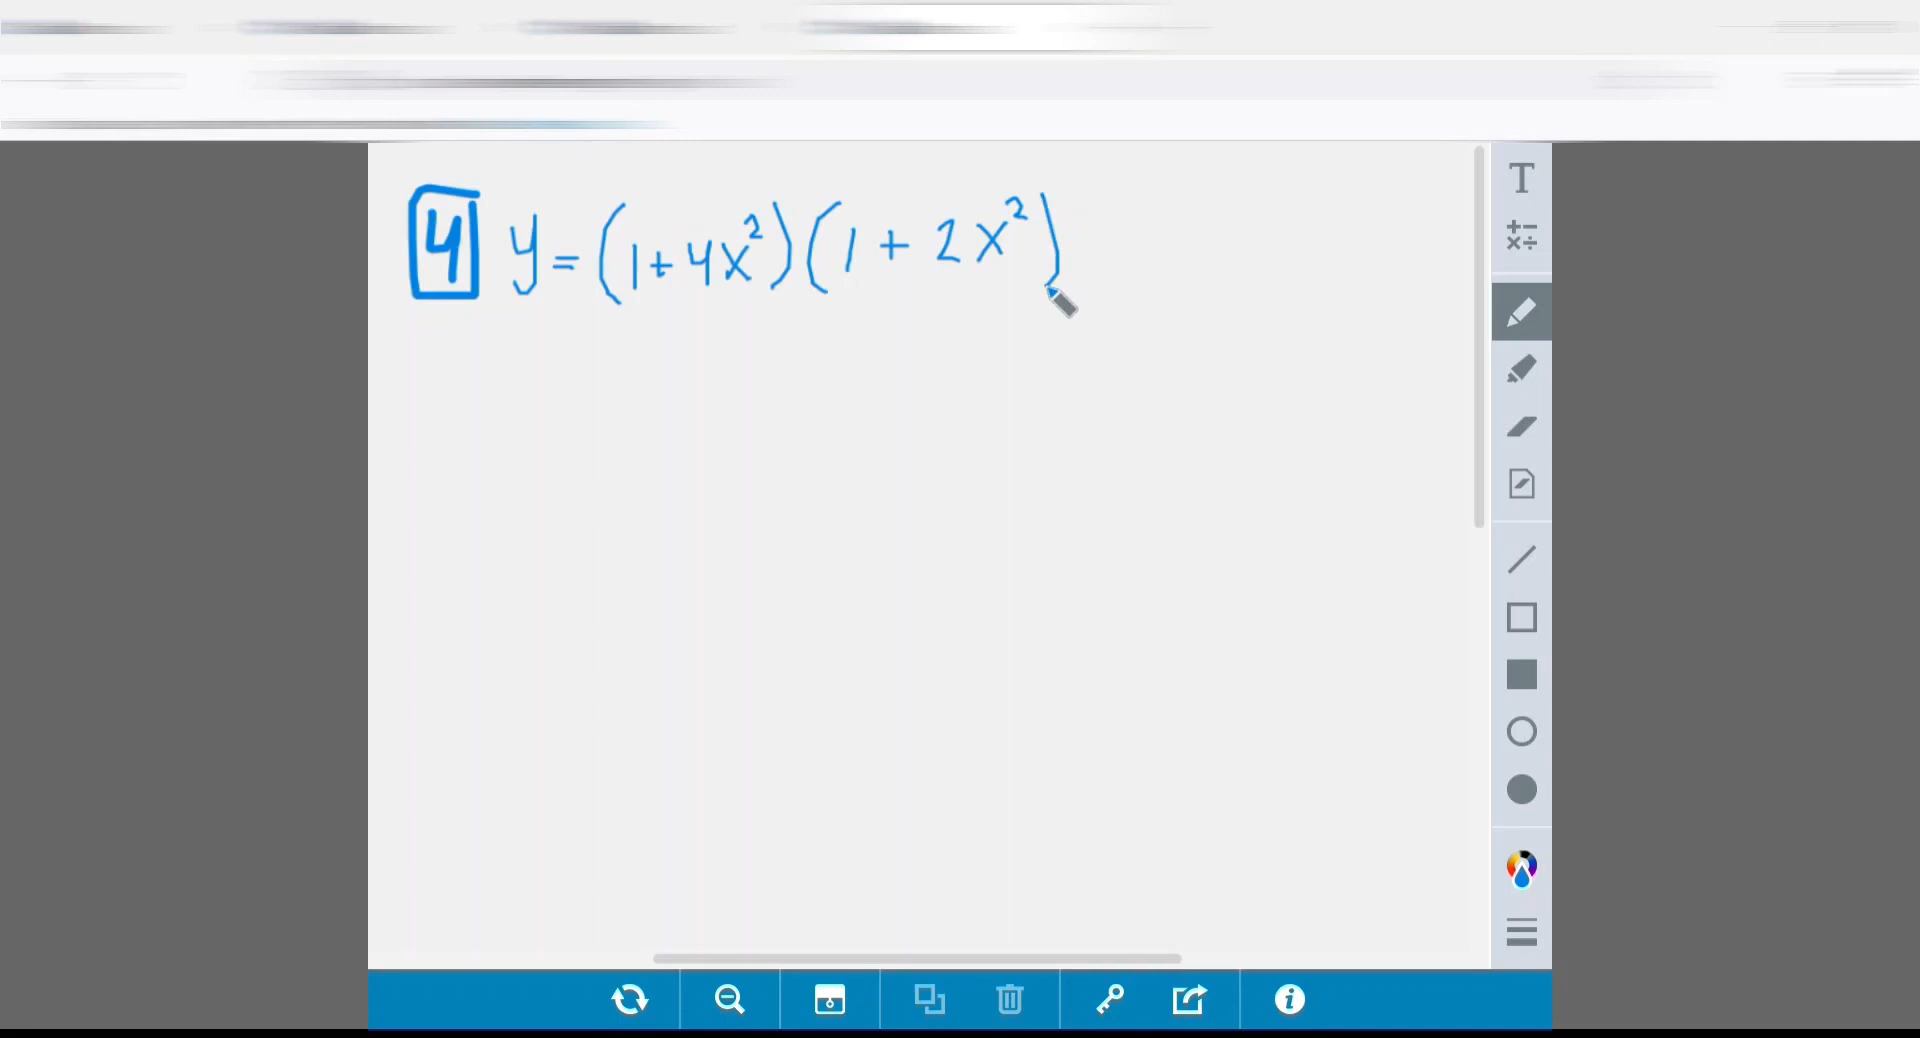 4 y = (1 + 4x²)(1 + 2x²)
T